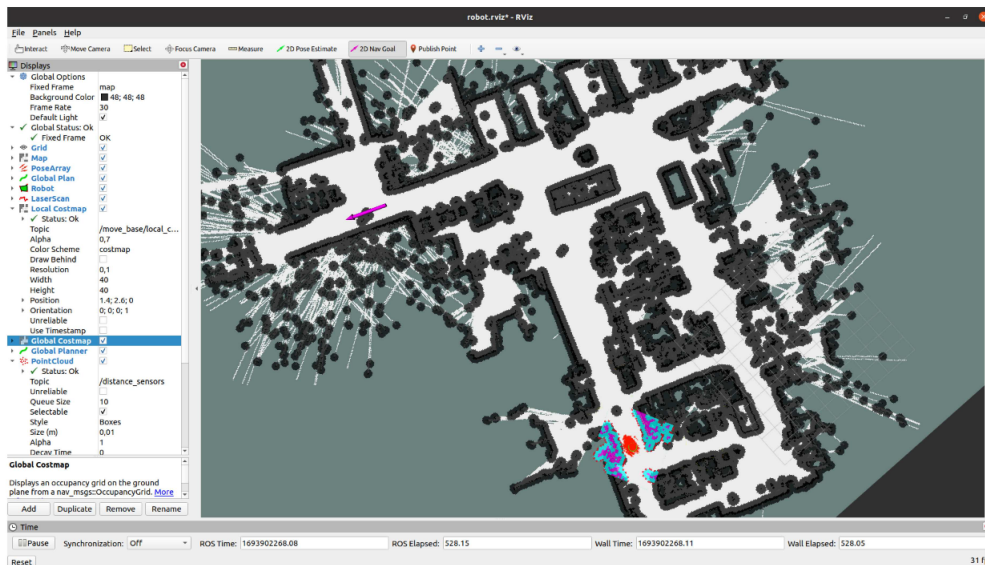 robot.rviz* - RViz
File Panels Help
Interact Move Camera Select Focus Camera Measure 2D Pose Estimate 2D Nav Goal Publish Point
Displays
Global Options
Fixed Frame map
Background Color 48; 48; 48
Frame Rate 30
Default Light
Global Status: Ok
Fixed Frame OK
Grid
Map
PoseArray
Global Plan
Robot
LaserScan
Local Costmap
Status: Ok
Topic /move_base/local_c...
Alpha 0,7
Color Scheme costmap
Draw Behind
Resolution 0,1
Width 40
Height 40
Position 1.4; 2.6; 0
Orientation 0; 0; 0; 1
Unreliable
Use Timestamp
Global Costmap
Global Planner
PointCloud
Status: Ok
Topic /distance_sensors
Unreliable
Queue Size 10
Selectable
Style Boxes
Size (m) 0,01
Alpha 1
Decay Time 0
Global Costmap
Displays an occupancy grid on the ground
plane from a nav_msgs::OccupancyGrid. More
Add Duplicate Remove Rename
Time
Pause Synchronization: Off ROS Time: 1693902268.08 ROS Elapsed: 528.15 Wall Time: 1693902268.11 Wall Elapsed: 528.05
Reset 31 f